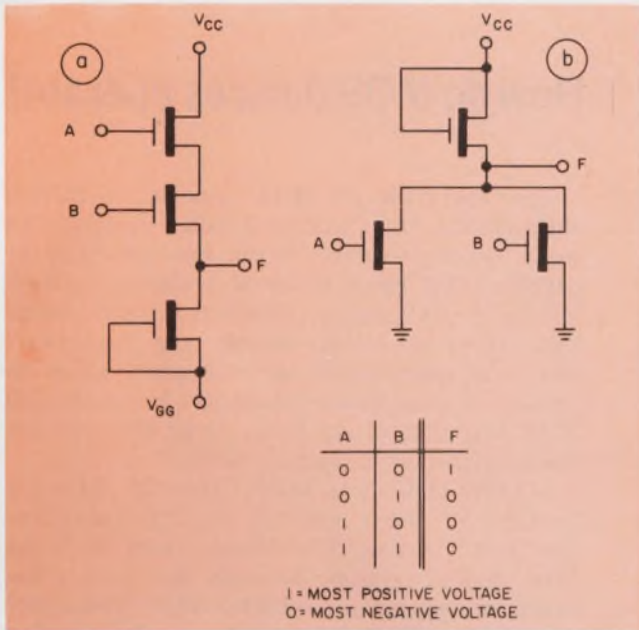 a
VCC
A
B
F
VGG
b
VCC
F
A
B
A B F
0 0 1
0 1 0
1 0 0
1 1 0
1 = MOST POSITIVE VOLTAGE
0 = MOST NEGATIVE VOLTAGE